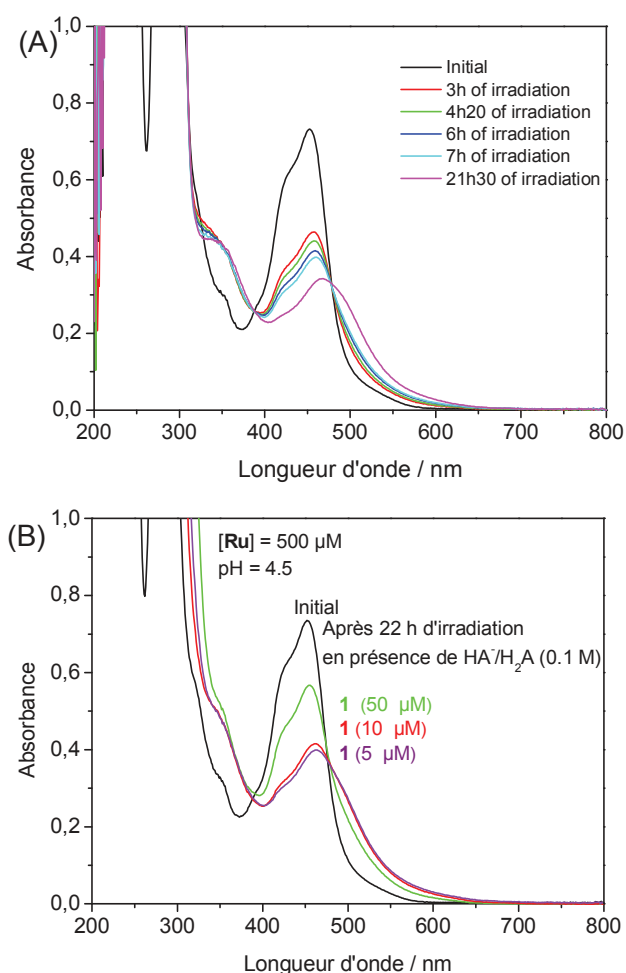 (A)
1,0
0,8
0,6
0,4
0,2
0,0
Absorbance
Initial
3h of irradiation
4h20 of irradiation
6h of irradiation
7h of irradiation
21h30 of irradiation
200 300 400 500 600 700 800
Longueur d'onde / nm
(B)
1,0
0,8
0,6
0,4
0,2
0,0
Absorbance
[Ru] = 500 µM
pH = 4.5
Initial
Après 22 h d'irradiation
en présence de HA⁻/H₂A (0.1 M)
1 (50 µM)
1 (10 µM)
1 (5 µM)
200 300 400 500 600 700 800
Longueur d'onde / nm